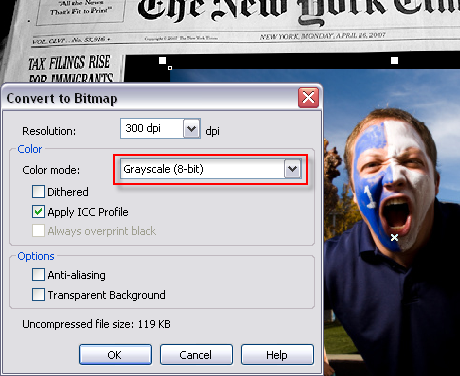 "All the News
That's Fit to Print"
The New York Tim
VOL. CLVI . . No. 53,916
NEW YORK, MONDAY, APRIL 16, 2007
TAX FILINGS RISE
FOR IMMIGRANTS
Convert to Bitmap
Resolution: 300 dpi dpi
Color
Color mode: Grayscale (8-bit)
Dithered
Apply ICC Profile
Always overprint black
Options
Anti-aliasing
Transparent Background
Uncompressed file size: 119 KB
OK Cancel Help